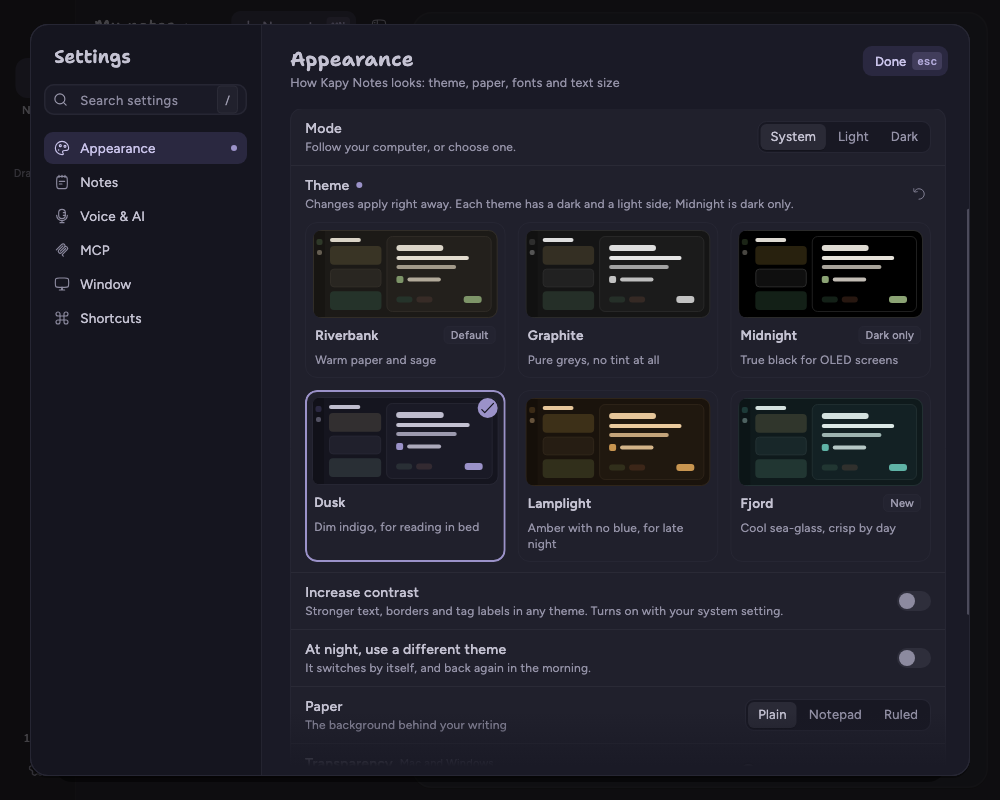 My notes
Settings
Search settings /
Appearance
Notes
Voice & AI
MCP
Window
Shortcuts
Appearance
How Kapy Notes looks: theme, paper, fonts and text size
Done esc
Mode
Follow your computer, or choose one.
System Light Dark
Theme
Changes apply right away. Each theme has a dark and a light side; Midnight is dark only.
Riverbank Default
Warm paper and sage
Graphite
Pure greys, no tint at all
Midnight Dark only
True black for OLED screens
Dusk
Dim indigo, for reading in bed
Lamplight
Amber with no blue, for late
night
Fjord New
Cool sea-glass, crisp by day
Increase contrast
Stronger text, borders and tag labels in any theme. Turns on with your system setting.
At night, use a different theme
It switches by itself, and back again in the morning.
Paper
The background behind your writing
Plain Notepad Ruled
Transparency Mac and Windows